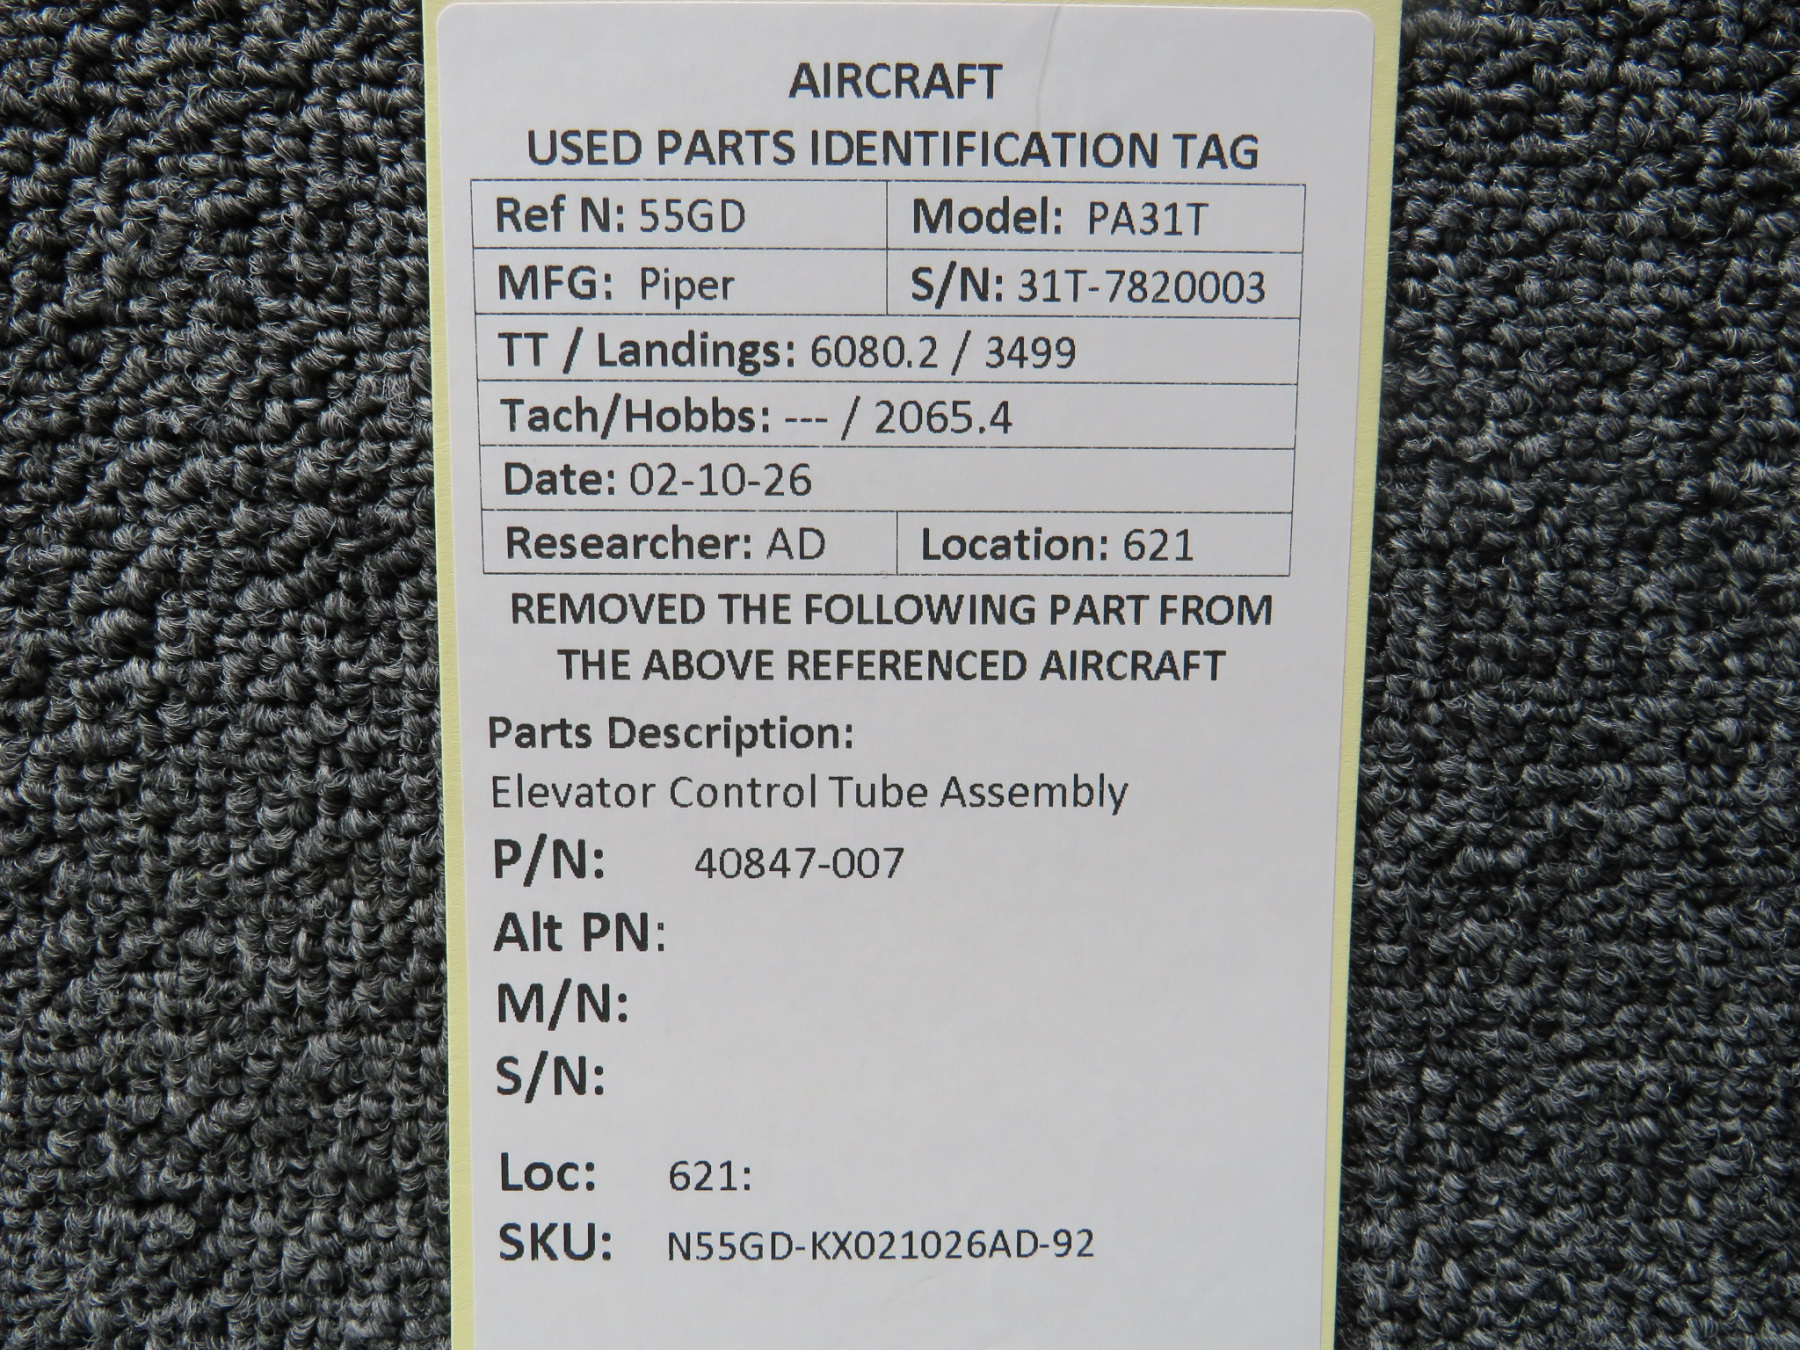 AIRCRAFT
USED PARTS IDENTIFICATION TAG
Ref N: 55GD Model: PA31T
MFG: Piper S/N: 31T-7820003
TT / Landings: 6080.2 / 3499
Tach/Hobbs: --- / 2065.4
Date: 02-10-26
Researcher: AD Location: 621
REMOVED THE FOLLOWING PART FROM
THE ABOVE REFERENCED AIRCRAFT
Parts Description:
Elevator Control Tube Assembly
P/N: 40847-007
Alt PN:
M/N:
S/N:
Loc: 621:
SKU: N55GD-KX021026AD-92